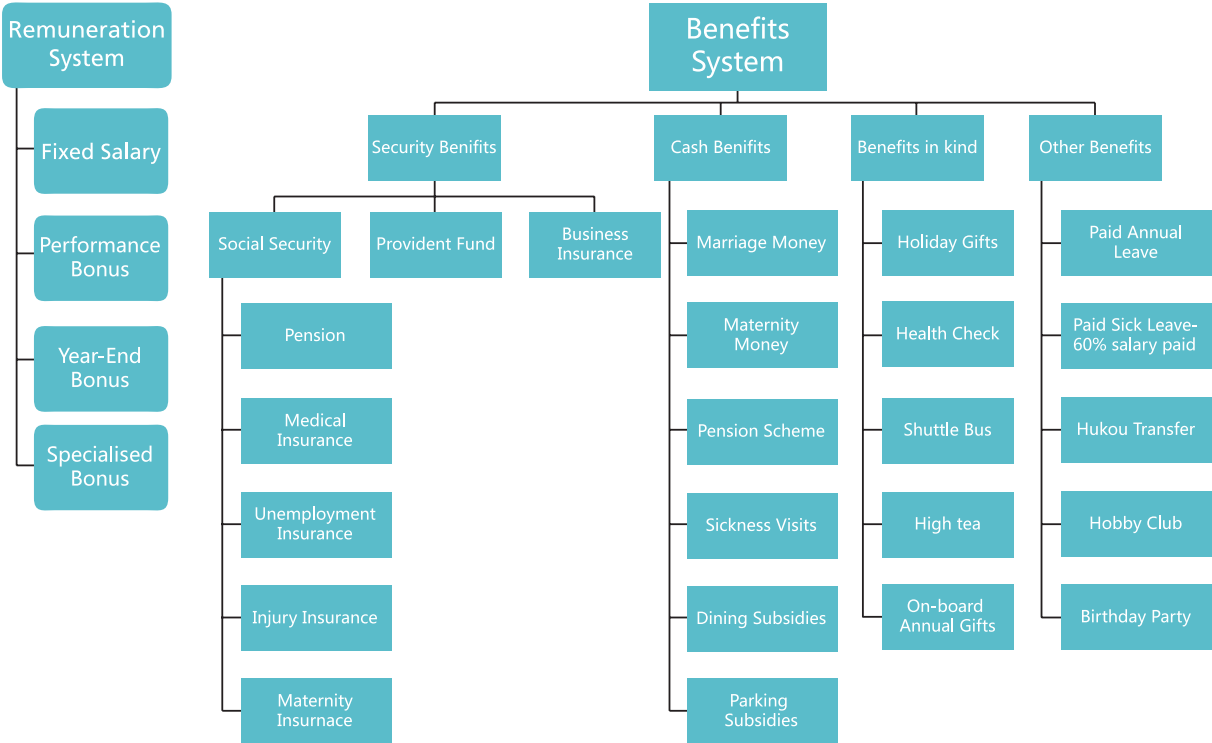 Remuneration
System
Fixed Salary
Performance
Bonus
Year-End
Bonus
Specialised
Bonus
Benefits
System
Security Benifits
Cash Benifits
Benefits in kind
Other Benefits
Social Security
Provident Fund
Business
Insurance
Pension
Medical
Insurance
Unemployment
Insurance
Injury Insurance
Maternity
Insurnace
Marriage Money
Maternity
Money
Pension Scheme
Sickness Visits
Dining Subsidies
Parking
Subsidies
Holiday Gifts
Health Check
Shuttle Bus
High tea
On-board
Annual Gifts
Paid Annual
Leave
Paid Sick Leave-
60% salary paid
Hukou Transfer
Hobby Club
Birthday Party